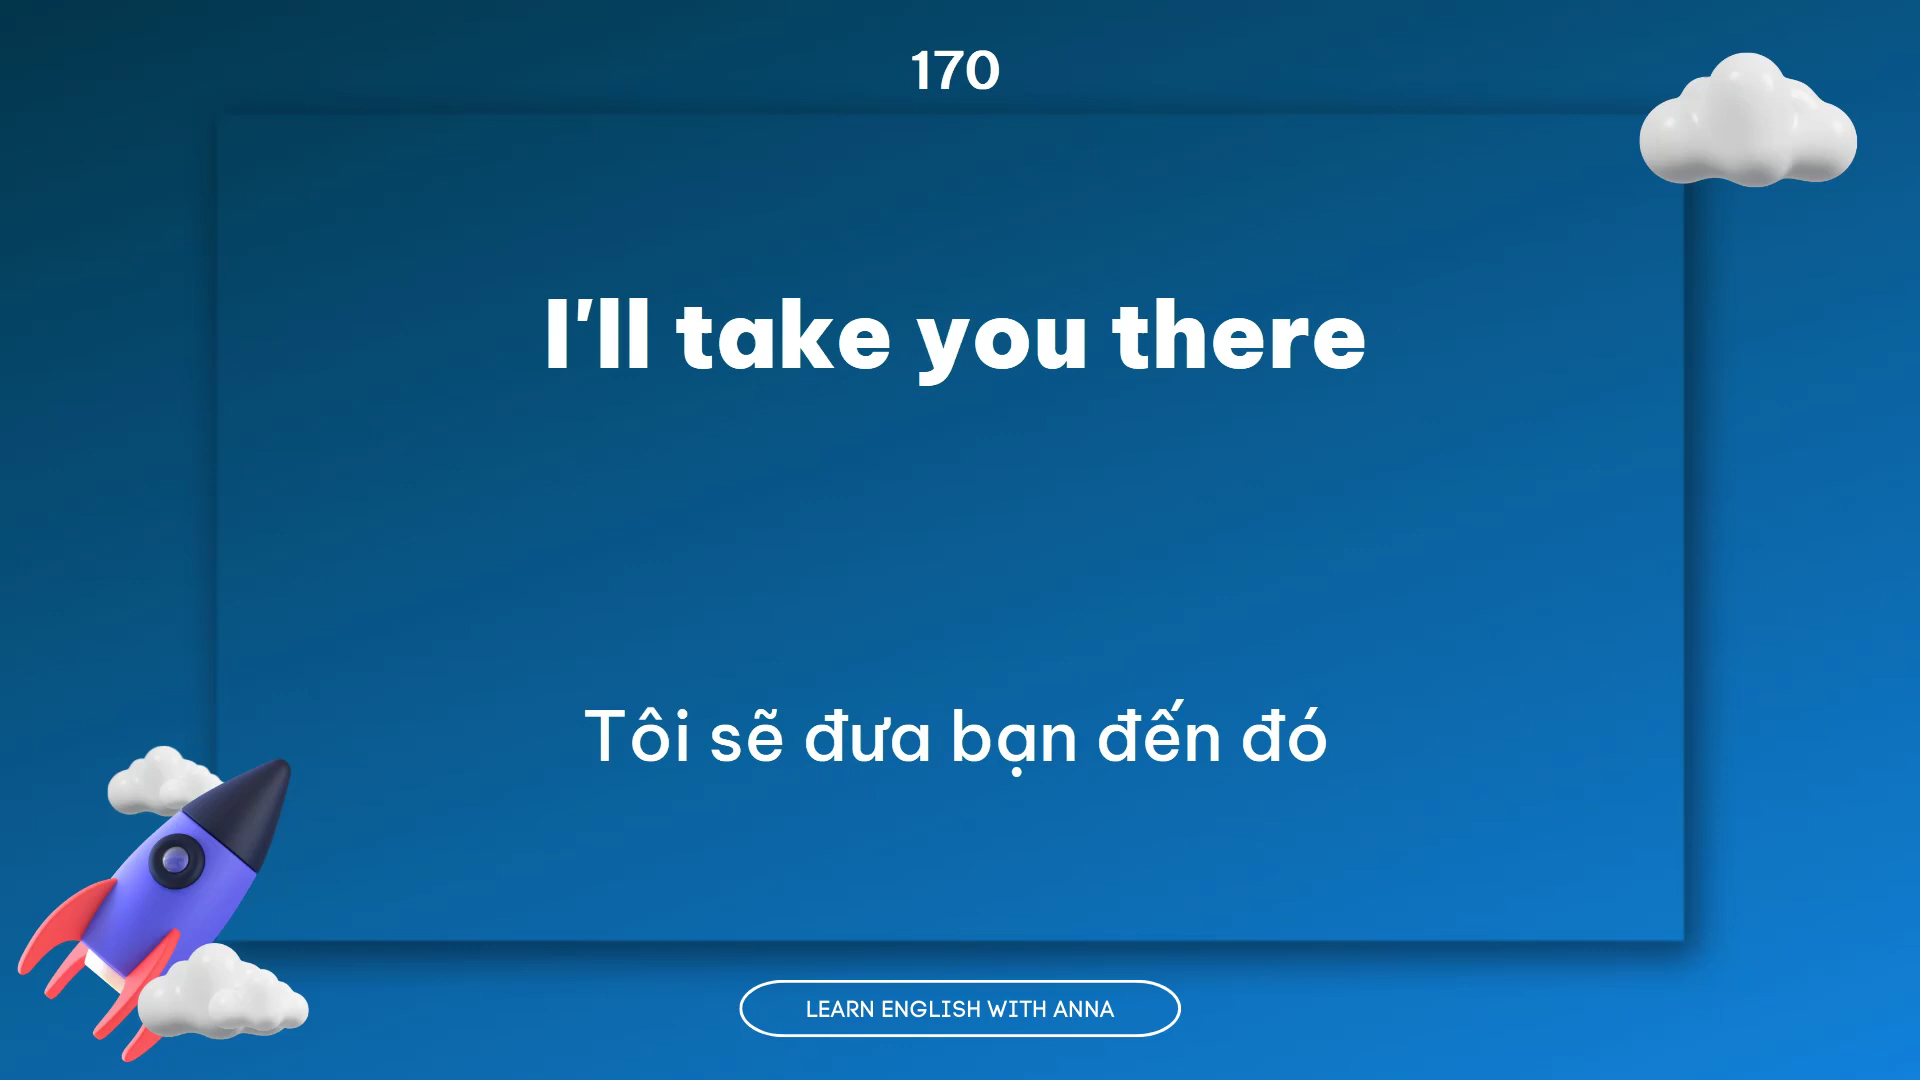 170
I'll take you there
Tôi sẽ đưa bạn đến đó
LEARN ENGLISH WITH ANNA